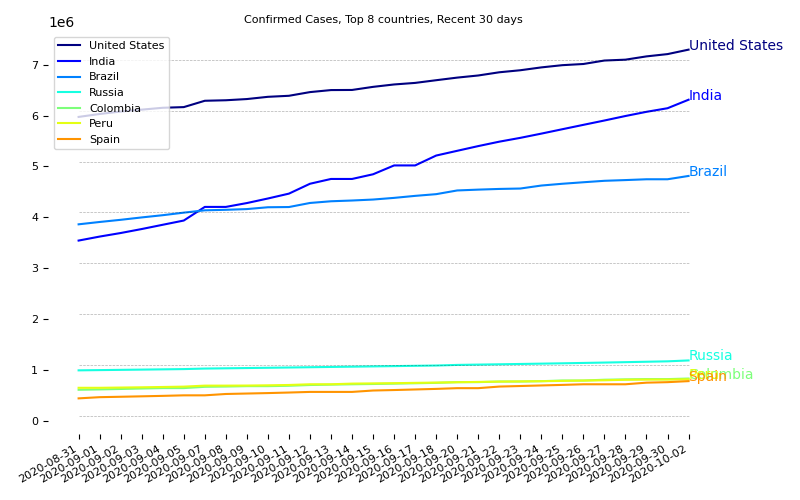 Confirmed Cases, Top 8 countries, Recent 30 days
1e6
United States
India
Brazil
Russia
Colombia
Peru
Spain
7
6
5
4
3
2
1
0
United States
India
Brazil
Russia
Colombia
Spain
2020-08-31
2020-09-01
2020-09-02
2020-09-03
2020-09-04
2020-09-05
2020-09-07
2020-09-08
2020-09-09
2020-09-10
2020-09-11
2020-09-12
2020-09-13
2020-09-14
2020-09-15
2020-09-16
2020-09-17
2020-09-18
2020-09-20
2020-09-21
2020-09-22
2020-09-23
2020-09-24
2020-09-25
2020-09-26
2020-09-27
2020-09-28
2020-09-29
2020-09-30
2020-10-02